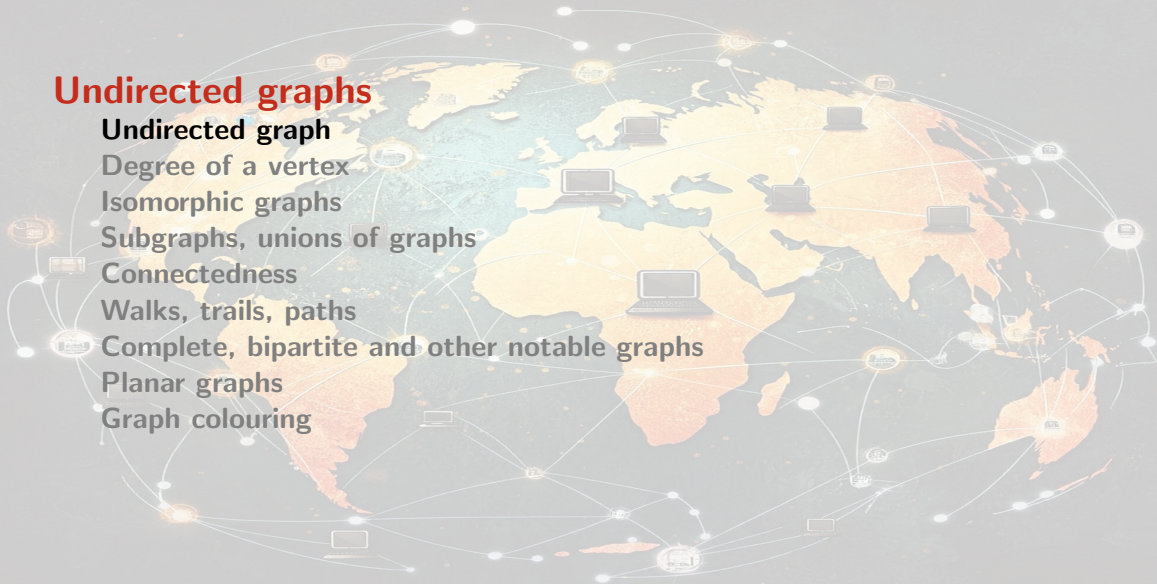 Undirected graphs
Undirected graph
Degree of a vertex
Isomorphic graphs
Subgraphs, unions of graphs
Connectedness
Walks, trails, paths
Complete, bipartite and other notable graphs
Planar graphs
Graph colouring